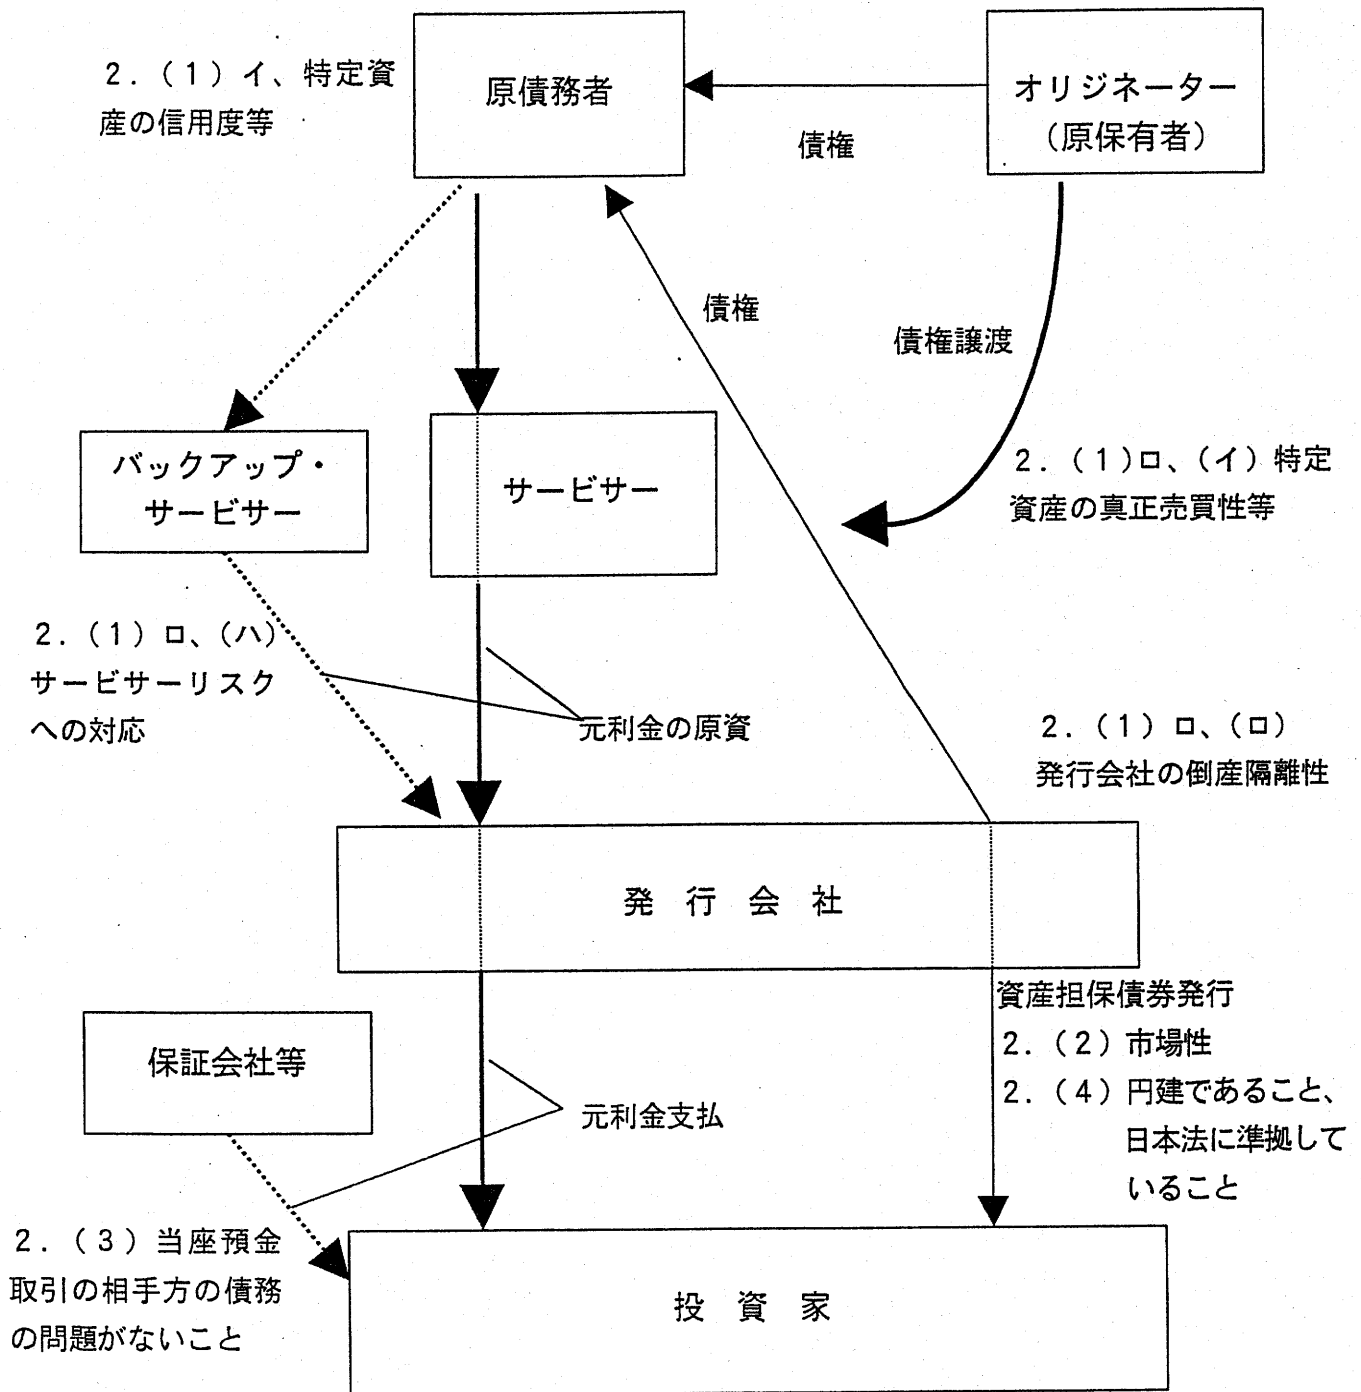 2.（1）イ、特定資
産の信用度等
原債務者
オリジネーター
（原保有者）
債権
債権
債権譲渡
バックアップ・
サービサー
サービサー
2.（1)ロ、（イ）特定
資産の真正売買性等
2.（1）ロ、（ハ）
サービサーリスク
への対応
元利金の原資
2.（1）ロ、（ロ）
発行会社の倒産隔離性
発 行 会 社
資産担保債券発行
2.（2）市場性
2.（4）円建であること、
日本法に準拠して
いること
保証会社等
元利金支払
2.（3）当座預金
取引の相手方の債務
の問題がないこと
投 資 家